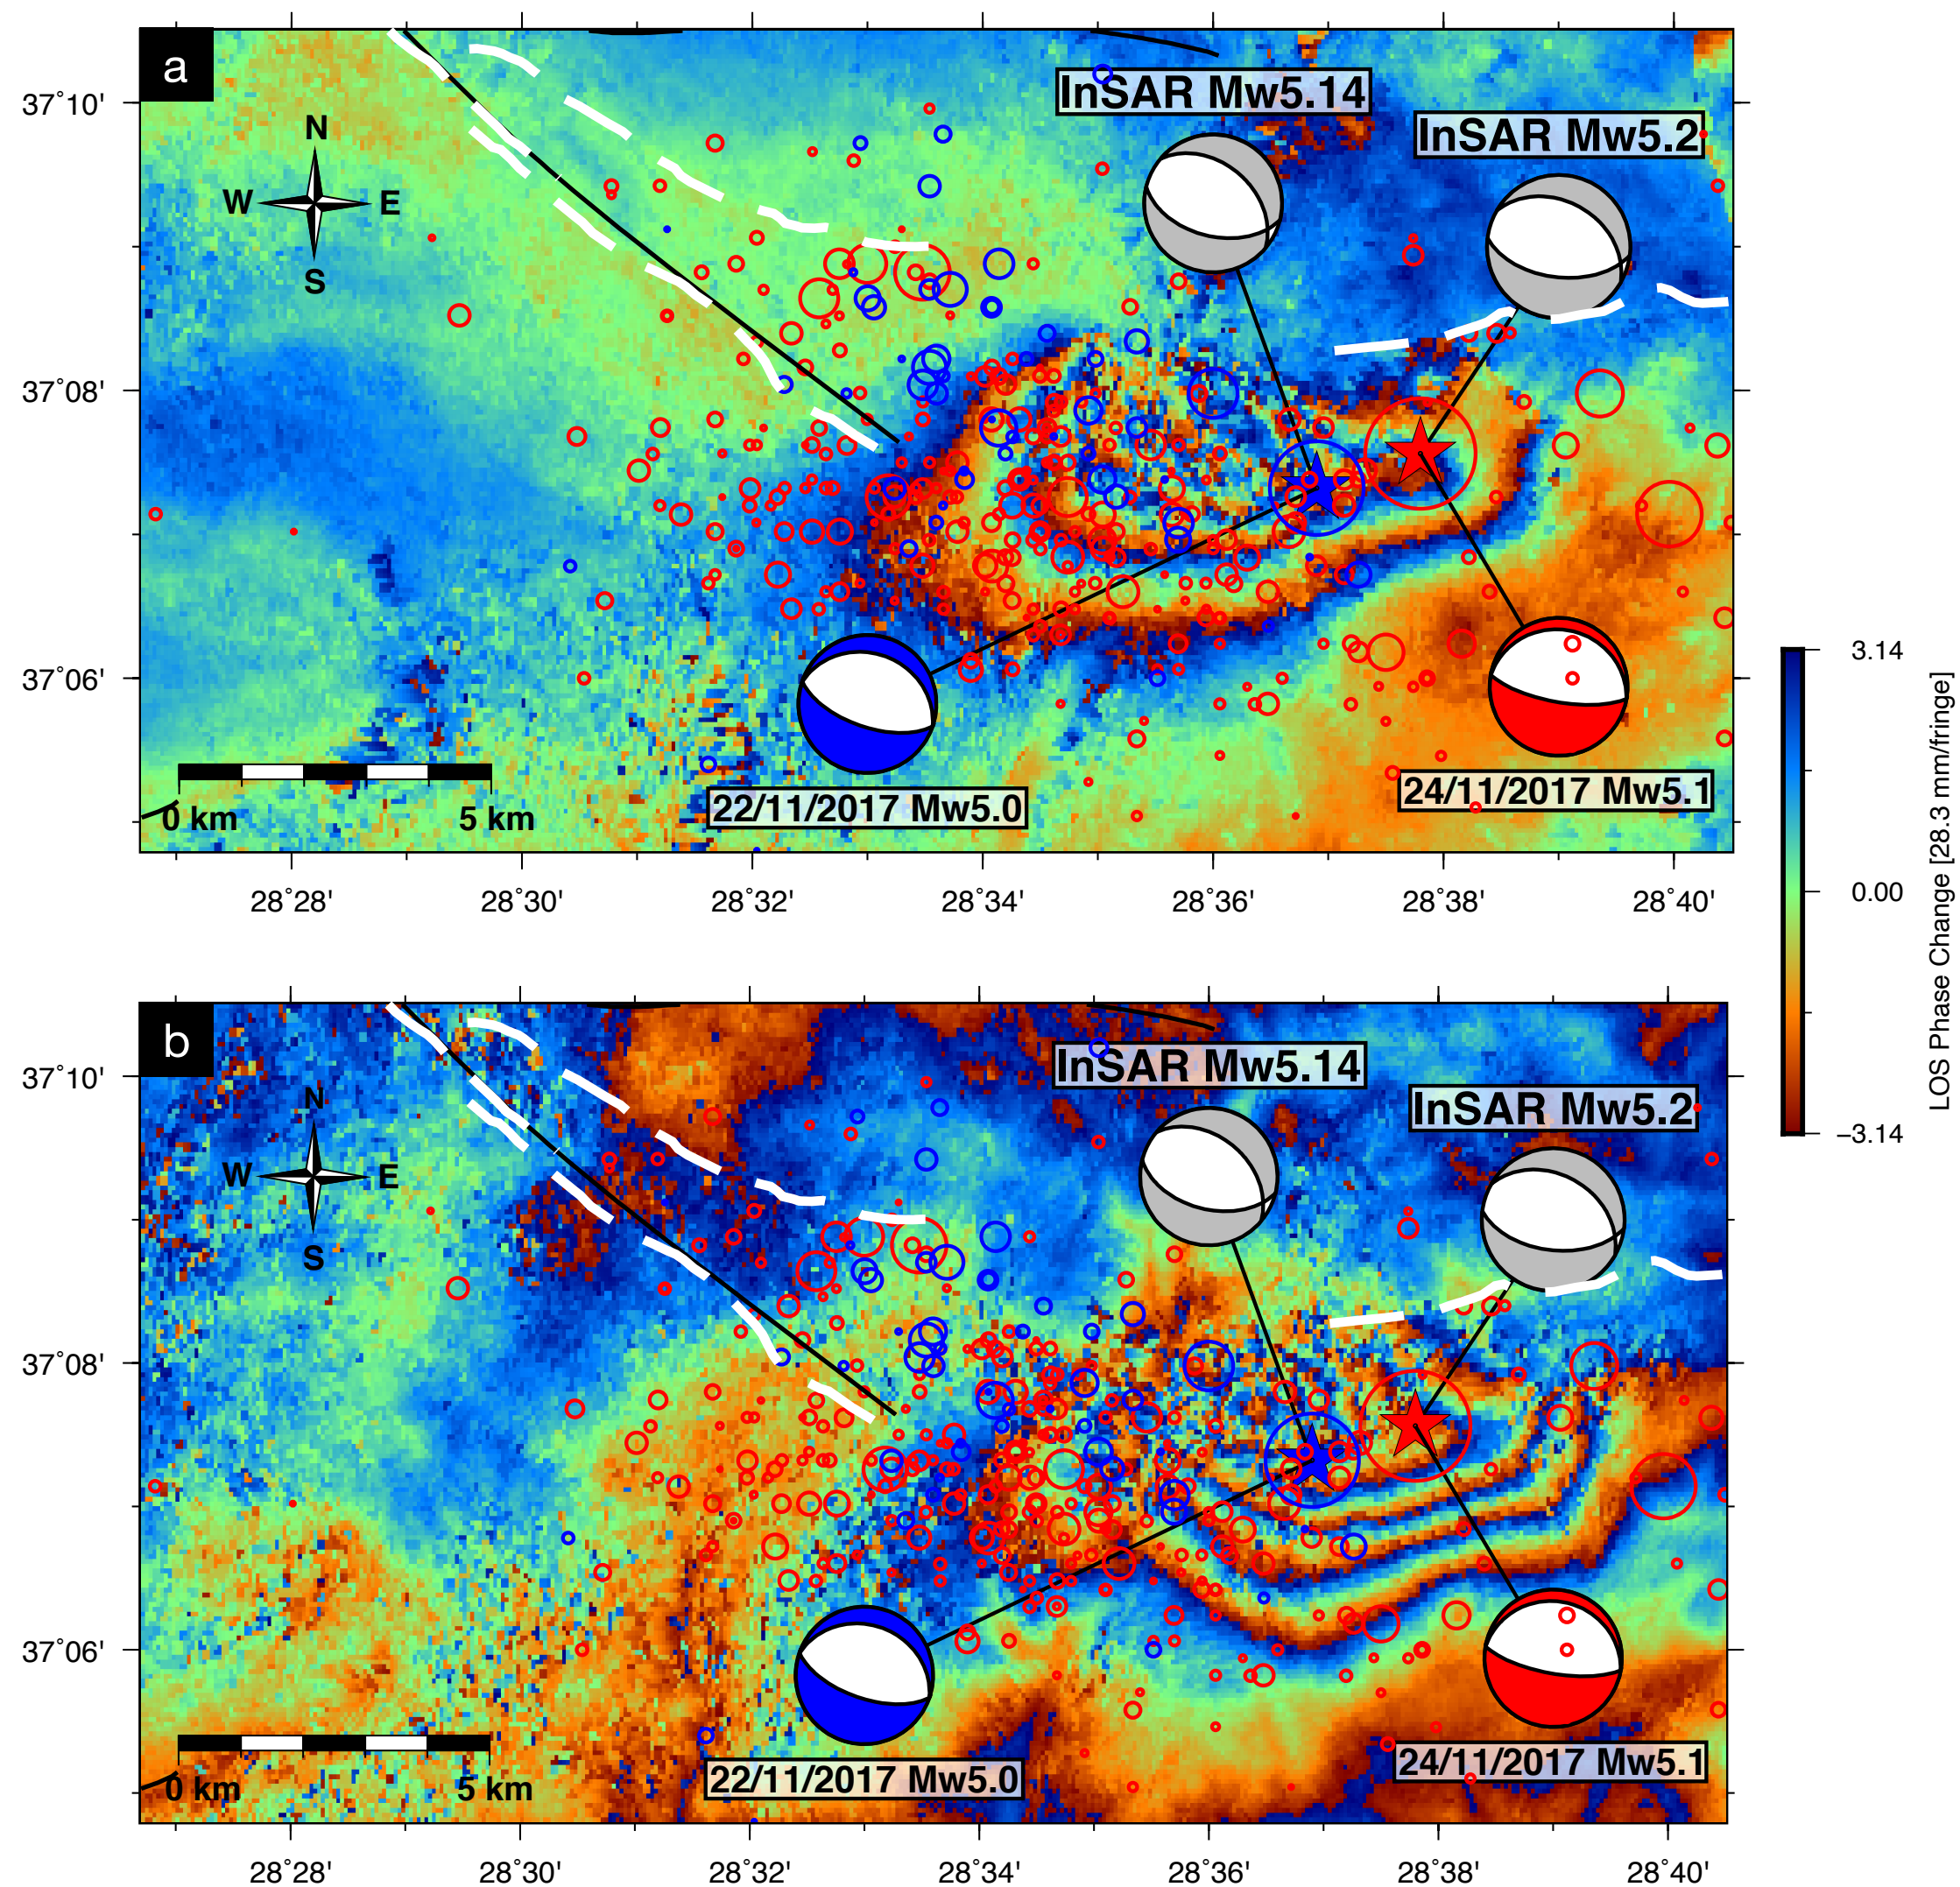 a
InSAR Mw5.14
InSAR Mw5.2
N
W E
S
37°10'
37°08'
37°06'
0 km 5 km
22/11/2017 Mw5.0
24/11/2017 Mw5.1
28°28' 28°30' 28°32' 28°34' 28°36' 28°38' 28°40'
3.14
0.00
−3.14
LOS Phase Change [28.3 mm/fringe]
b
InSAR Mw5.14
InSAR Mw5.2
N
W E
S
37°10'
37°08'
37°06'
0 km 5 km
22/11/2017 Mw5.0
24/11/2017 Mw5.1
28°28' 28°30' 28°32' 28°34' 28°36' 28°38' 28°40'